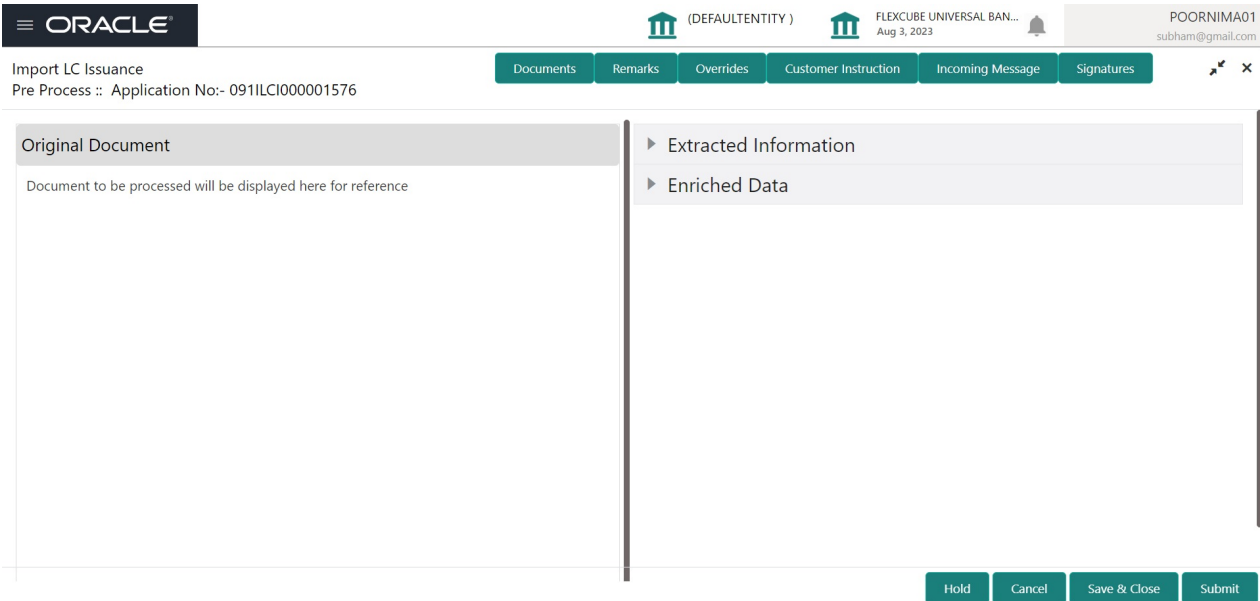 ORACLE®
(DEFAULTENTITY )
FLEXCUBE UNIVERSAL BAN...
Aug 3, 2023
POORNIMA01
subham@gmail.com
Import LC Issuance
Pre Process :: Application No:- 091ILCI000001576
Documents
Remarks
Overrides
Customer Instruction
Incoming Message
Signatures
Original Document
Document to be processed will be displayed here for reference
Extracted Information
Enriched Data
Hold
Cancel
Save & Close
Submit